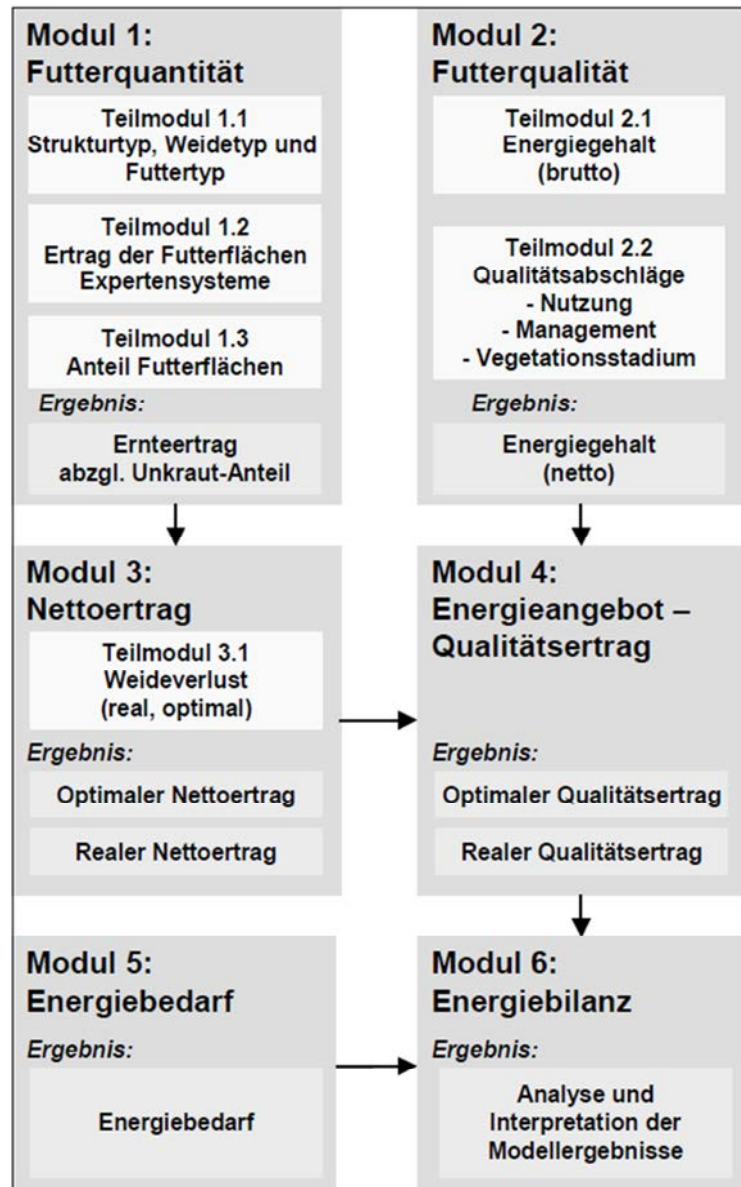 Modul 1:
Futterquantität
Teilmodul 1.1
Strukturtyp, Weidetyp und
Futtertyp
Teilmodul 1.2
Ertrag der Futterflächen
Expertensysteme
Teilmodul 1.3
Anteil Futterflächen
Ergebnis:
Ernteertrag
abzgl. Unkraut-Anteil
Modul 2:
Futterqualität
Teilmodul 2.1
Energiegehalt
(brutto)
Teilmodul 2.2
Qualitätsabschläge
- Nutzung
- Management
- Vegetationsstadium
Ergebnis:
Energiegehalt
(netto)
Modul 3:
Nettoertrag
Teilmodul 3.1
Weideverlust
(real, optimal)
Ergebnis:
Optimaler Nettoertrag
Realer Nettoertrag
Modul 4:
Energieangebot –
Qualitätsertrag
Ergebnis:
Optimaler Qualitätsertrag
Realer Qualitätsertrag
Modul 5:
Energiebedarf
Ergebnis:
Energiebedarf
Modul 6:
Energiebilanz
Ergebnis:
Analyse und
Interpretation der
Modellergebnisse